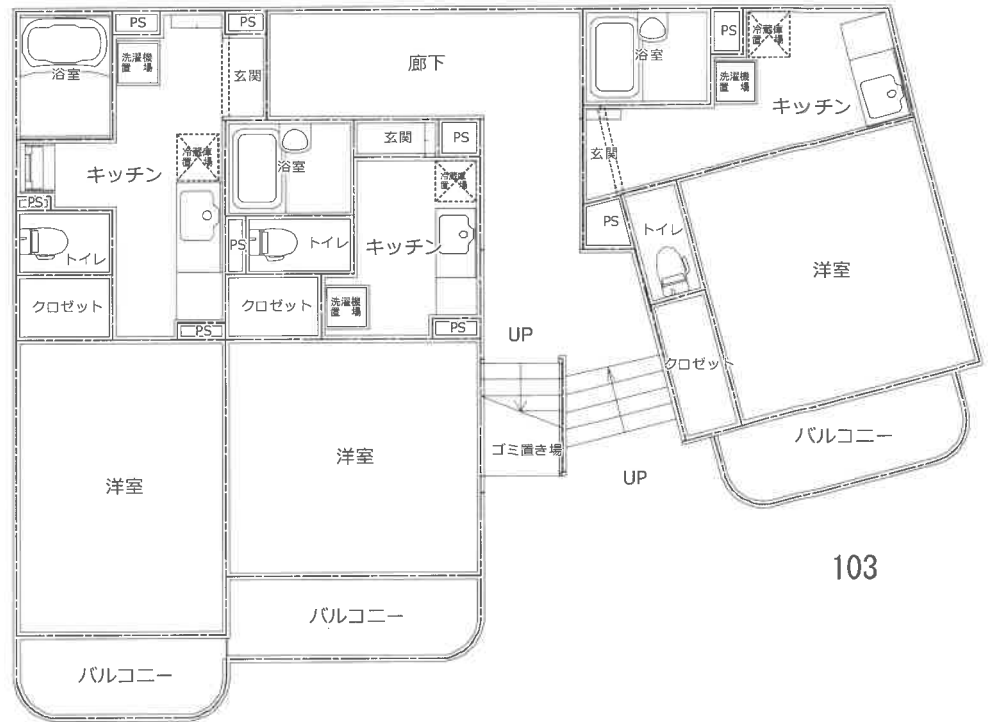 PS
PS
浴室
洗濯機
置場
玄関
廊下
浴室
PS
冷蔵庫
置場
洗濯機
置場
キッチン
キッチン
冷蔵庫
置場
浴室
玄関
PS
冷蔵庫
置場
玄関
PS
トイレ
PS
トイレ
キッチン
PS
トイレ
洋室
クロゼット
クロゼット
洗濯機
置場
PS
PS
UP
クロゼット
洋室
洋室
ゴミ置き場
UP
バルコニー
103
バルコニー
バルコニー